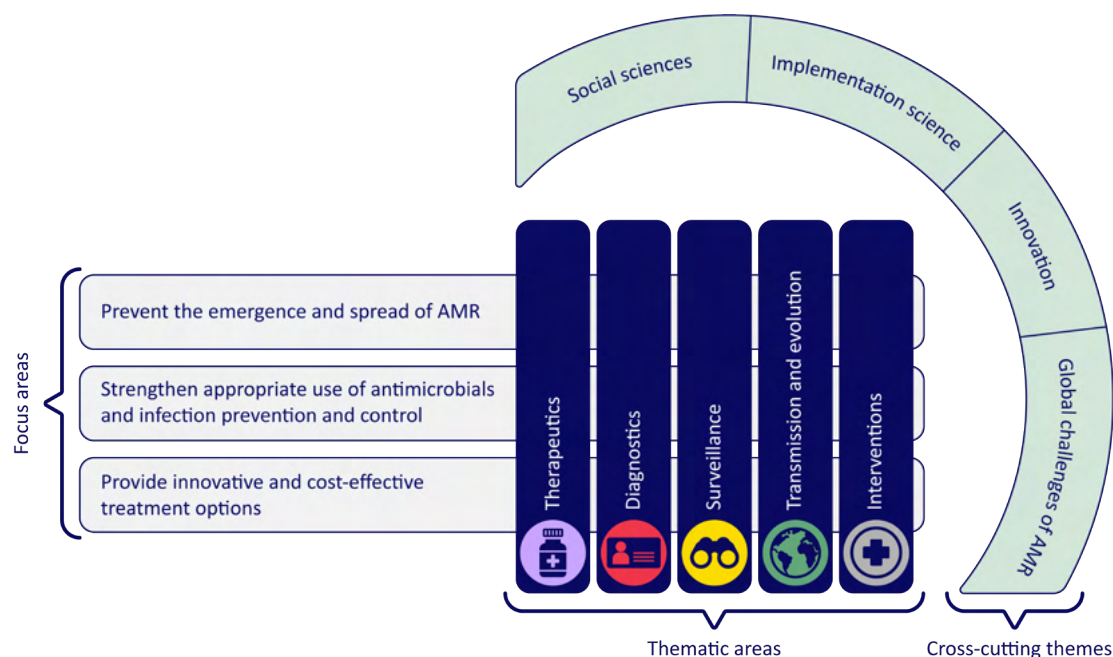 Social sciences
Implementation science
Innovation
Global challenges of AMR
Focus areas
Prevent the emergence and spread of AMR
Strengthen appropriate use of antimicrobials
and infection prevention and control
Provide innovative and cost-effective
treatment options
Therapeutics
Diagnostics
Surveillance
Transmission and evolution
Interventions
Thematic areas
Cross-cutting themes